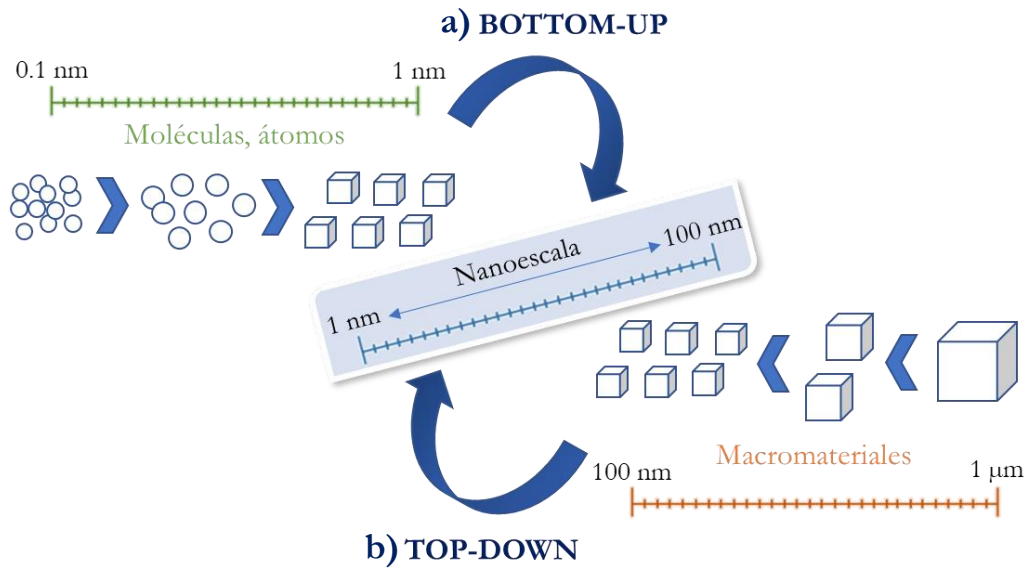 a) BOTTOM-UP
0.1 nm
1 nm
Moléculas, átomos
Nanoescala
1 nm
100 nm
Macromateriales
100 nm
1 μm
b) TOP-DOWN